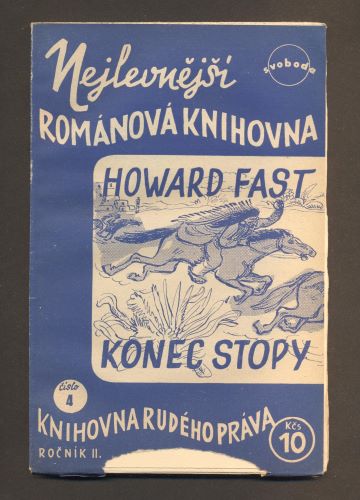 Nejlevnější
svoboda
ROMÁNOVÁ KNIHOVNA
HOWARD FAST
KONEC STOPY
číslo
4
KNIHOVNA RUDÉHO PRÁVA
ROČNÍK II.
Kčs
10